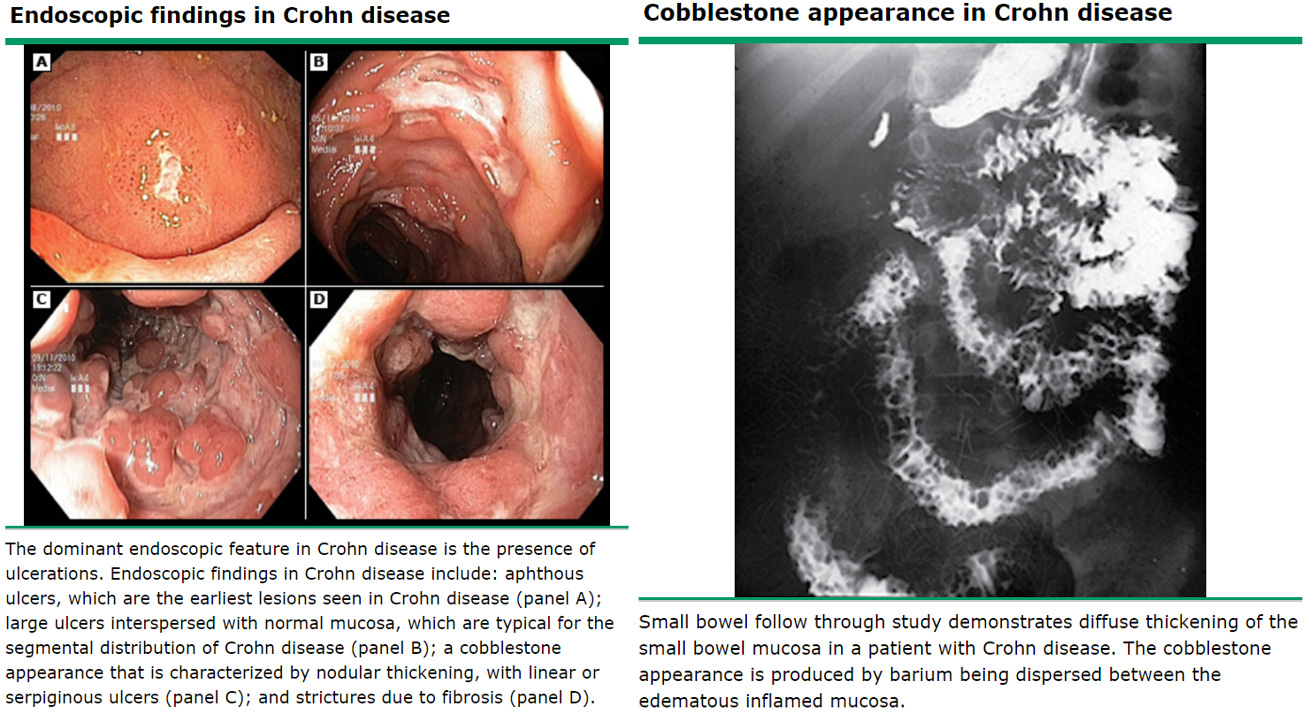 Endoscopic findings in Crohn disease
A
B
C
D
The dominant endoscopic feature in Crohn disease is the presence of
ulcerations. Endoscopic findings in Crohn disease include: aphthous
ulcers, which are the earliest lesions seen in Crohn disease (panel A);
large ulcers interspersed with normal mucosa, which are typical for the
segmental distribution of Crohn disease (panel B); a cobblestone
appearance that is characterized by nodular thickening, with linear or
serpiginous ulcers (panel C); and strictures due to fibrosis (panel D).
Cobblestone appearance in Crohn disease
Small bowel follow through study demonstrates diffuse thickening of the
small bowel mucosa in a patient with Crohn disease. The cobblestone
appearance is produced by barium being dispersed between the
edematous inflamed mucosa.